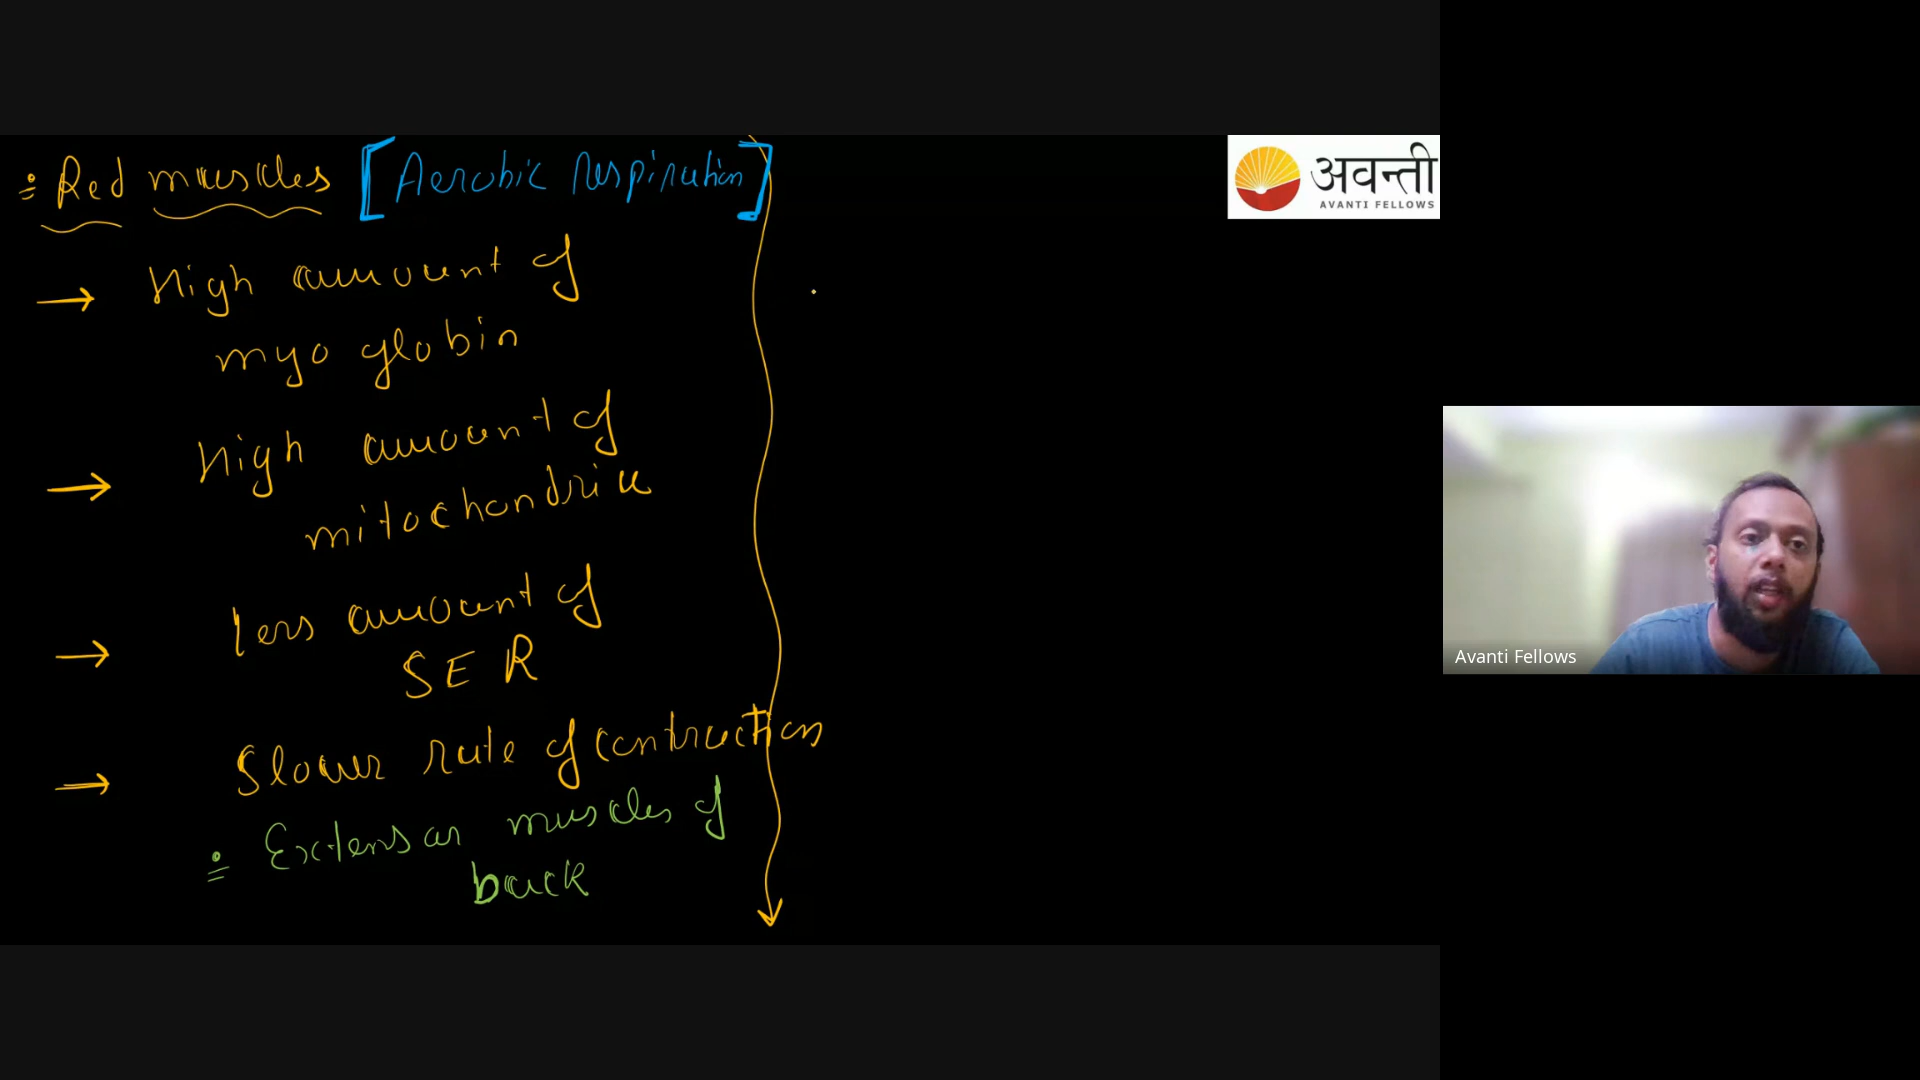 Red muscles [Aerobic Respiration]
→ High amount of
myo globin
→ High amount of
mitochondria
→ less amount of
SER
→ Slower rate of contraction
Extensor muscles of
back
अवन्ती
AVANTI FELLOWS
Avanti Fellows